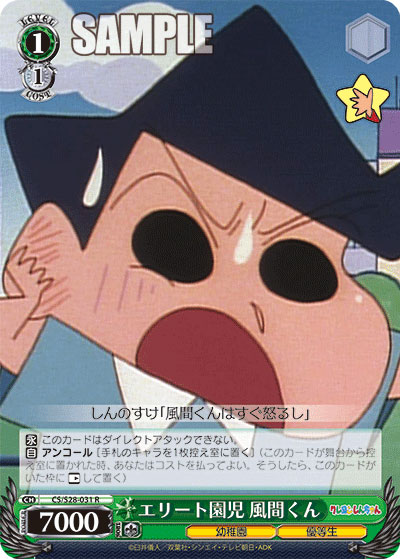 LEVEL
1
SAMPLE
1
COST
しんのすけ「風間くんはすぐ怒るし」
永 このカードはダイレクトアタックできない。
自 アンコール [手札のキャラを1枚控え室に置く] (このカードが舞台から
控え室に置かれた時、あなたはコストを払ってよい。そうしたら、このカードが
いた枠に に置く)
CH CS/S28-031 R
POWER
7000
エリート園児 風間くん
クレヨンしんちゃん
幼稚園 優等生
©臼井儀人/双葉社・シンエイ・テレビ朝日・ADK